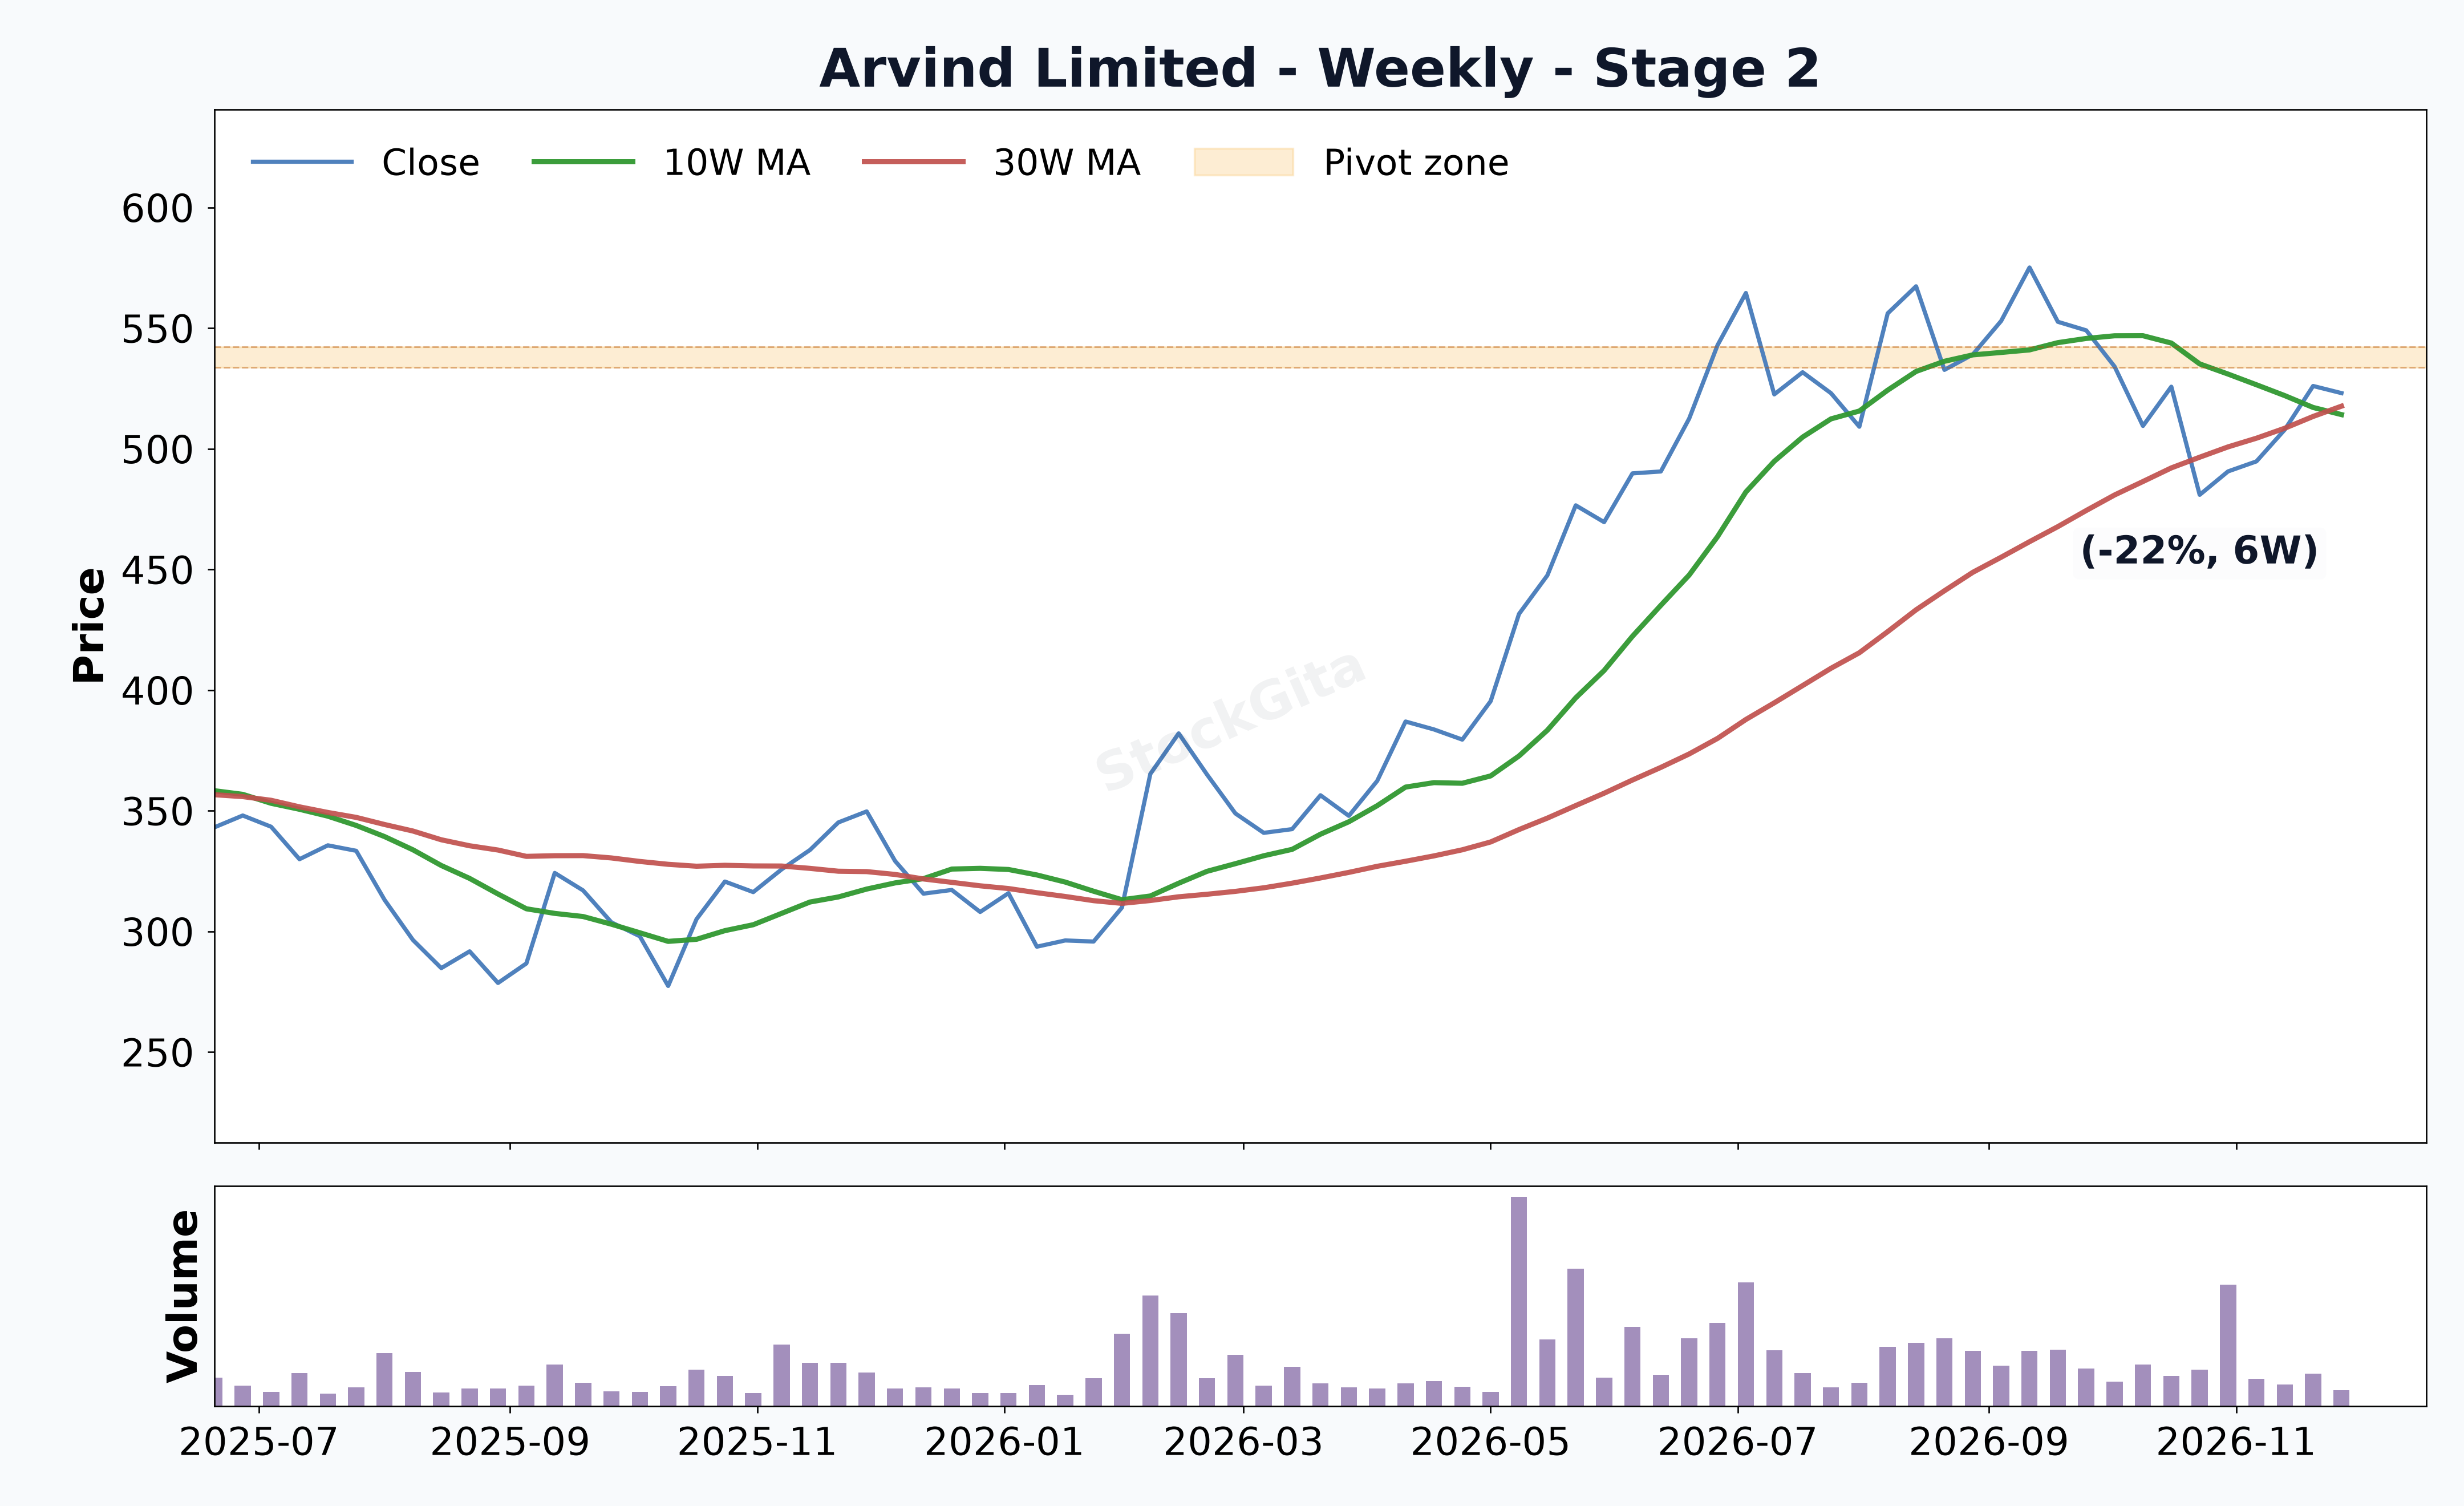 Arvind Limited - Weekly - Stage 2
Close 10W MA 30W MA Pivot zone
600
550
500
450
400
350
300
250
Price
(-22%, 6W)
StockGita
Volume
2025-07 2025-09 2025-11 2026-01 2026-03 2026-05 2026-07 2026-09 2026-11